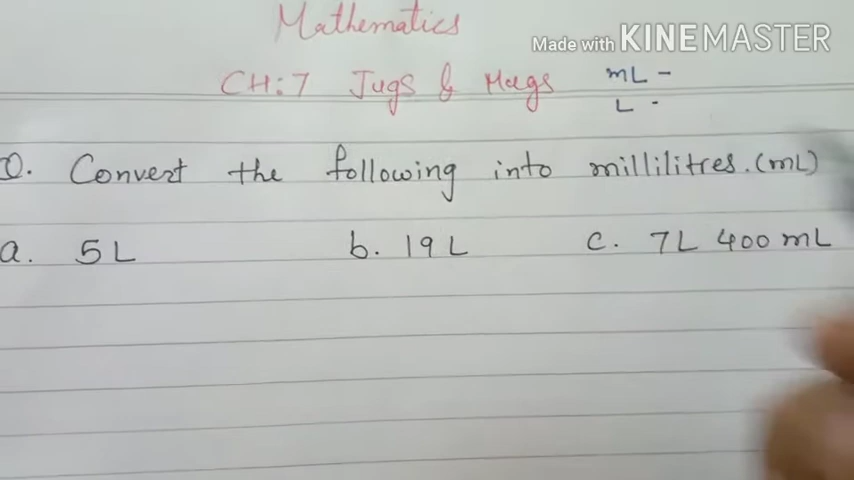 Mathematics
Made with KINEMASTER
CH:7 Jugs & Mugs mL -
L -
Q. Convert the following into millilitres. (mL)
a. 5L b. 19L c. 7L 400 mL